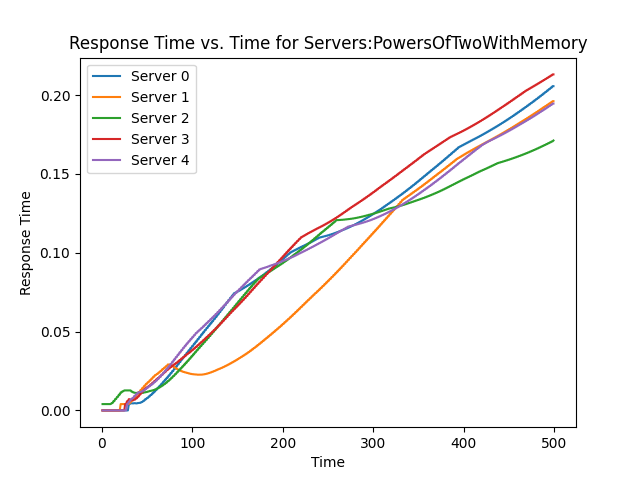 Response Time vs. Time for Servers:PowersOfTwoWithMemory
Server 0
Server 1
Server 2
Server 3
Server 4
Response Time
0.20
0.15
0.10
0.05
0.00
0 100 200 300 400 500
Time